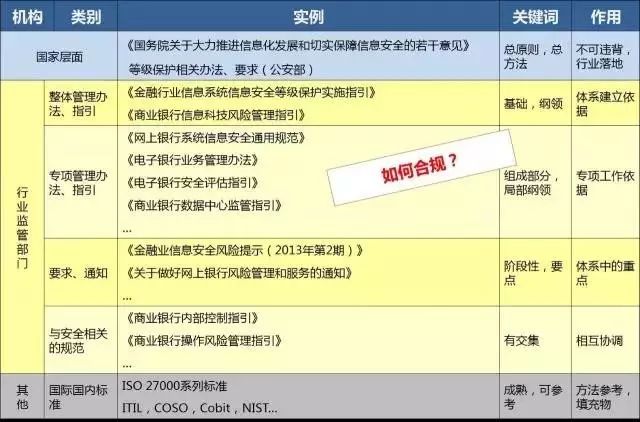 机构 类别 实例 关键词 作用
国家层面
《国务院关于大力推进信息化发展和切实保障信息安全的若干意见》
等级保护相关办法、要求（公安部）
总原则，总
方法
不可违背，
行业落地
行业监管部门
整体管理办
法、指引
《金融行业信息系统信息安全等级保护实施指引》
《商业银行信息科技风险管理指引》
基础，纲领
体系建立依
据
专项管理办
法、指引
《网上银行系统信息安全通用规范》
《电子银行业务管理办法》
《电子银行安全评估指引》
《商业银行数据中心监管指引》
...
如何合规？
组成部分，
局部纲领
专项工作依
据
要求、通知
《金融业信息安全风险提示（2013年第2期）》
《关于做好网上银行风险管理和服务的通知》
...
阶段性，要
点
体系中的重
点
与安全相关
的规范
《商业银行内部控制指引》
《商业银行操作风险管理指引》
...
有交集
相互协调
其他
国际国内标
准
ISO 27000系列标准
ITIL，COSO，Cobit，NIST...
成熟，可参
考
方法参考，
填充物